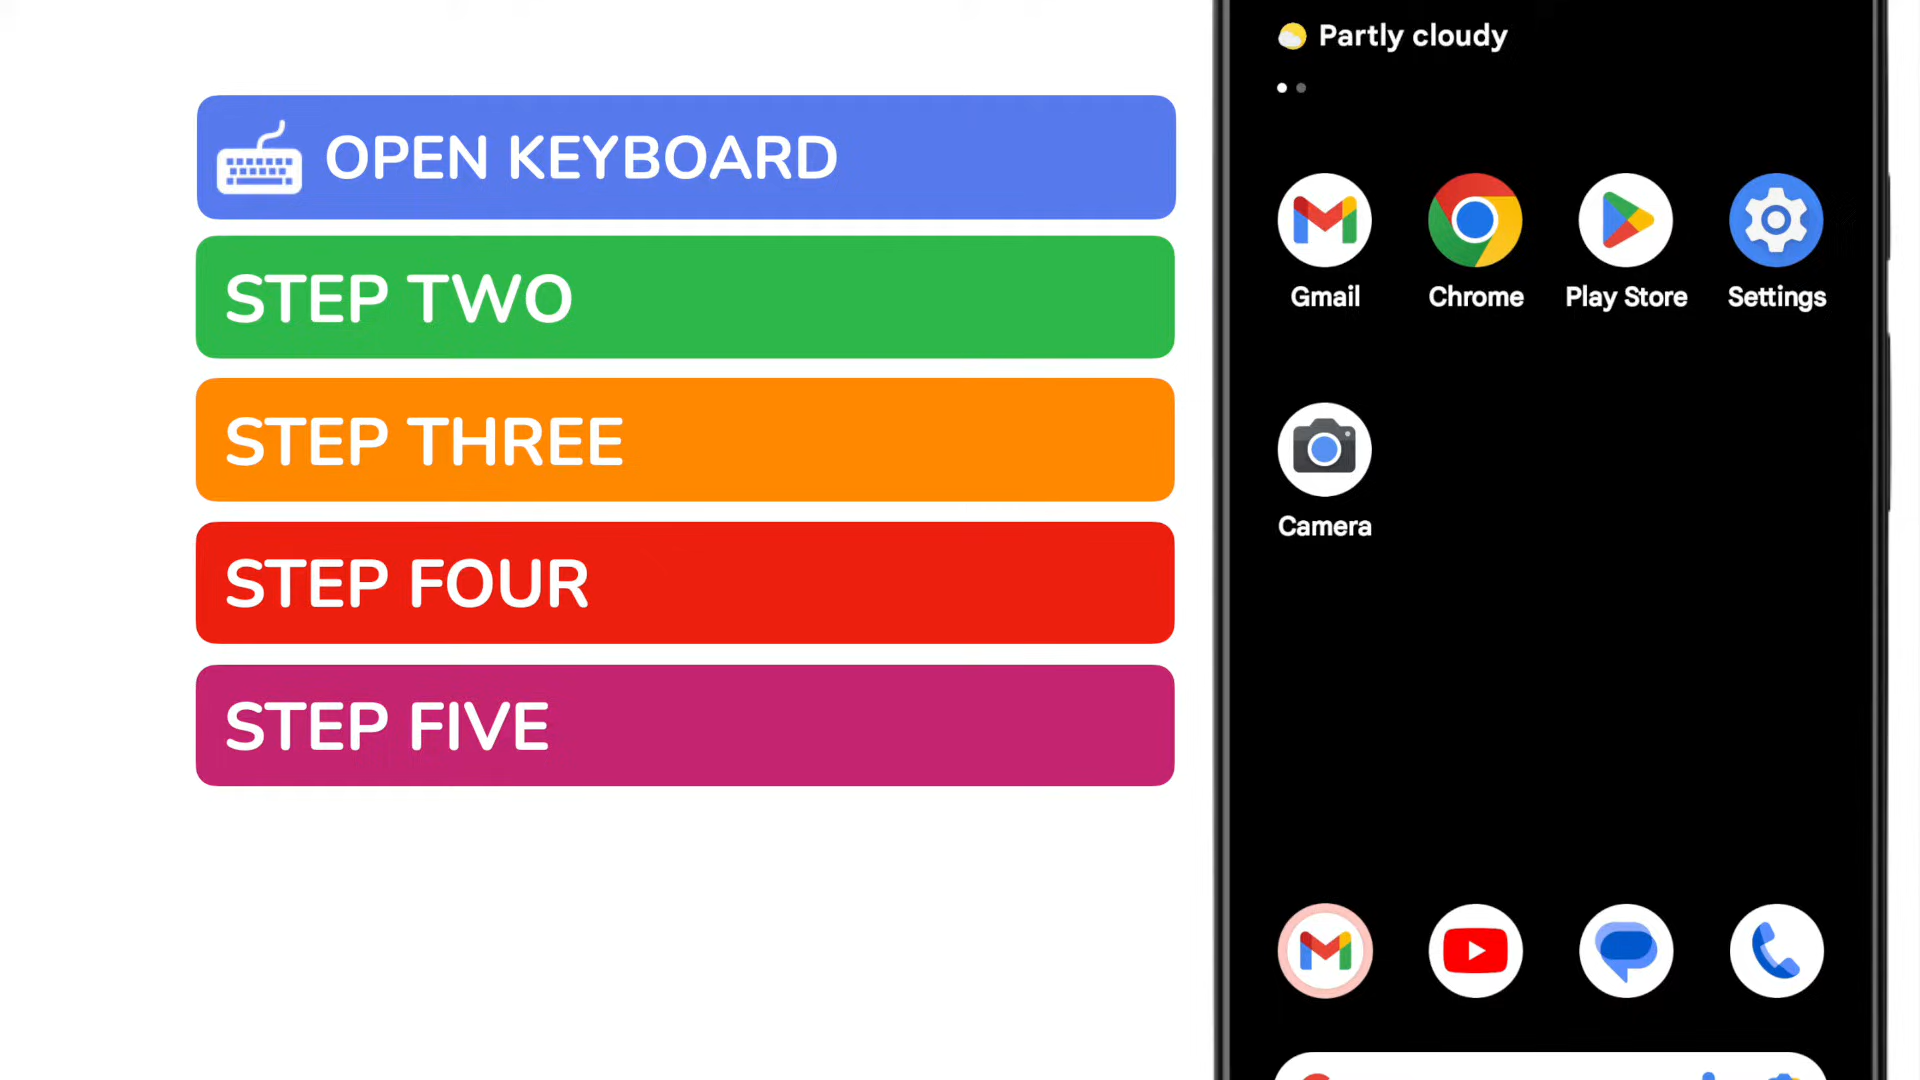 OPEN KEYBOARD
STEP TWO
STEP THREE
STEP FOUR
STEP FIVE
Partly cloudy
Gmail Chrome Play Store Settings
Camera